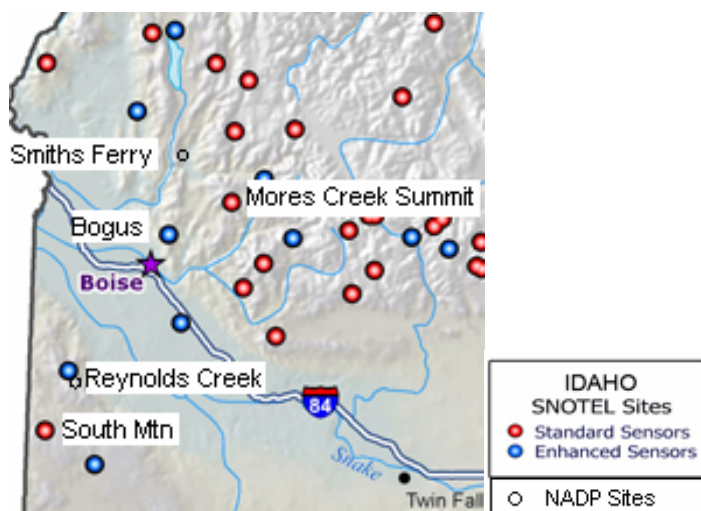 Smiths Ferry
Mores Creek Summit
Bogus
Boise
Reynolds Creek
84
South Mtn
Snake
Twin Fall
IDAHO
SNOTEL Sites
Standard Sensors
Enhanced Sensors
NADP Sites